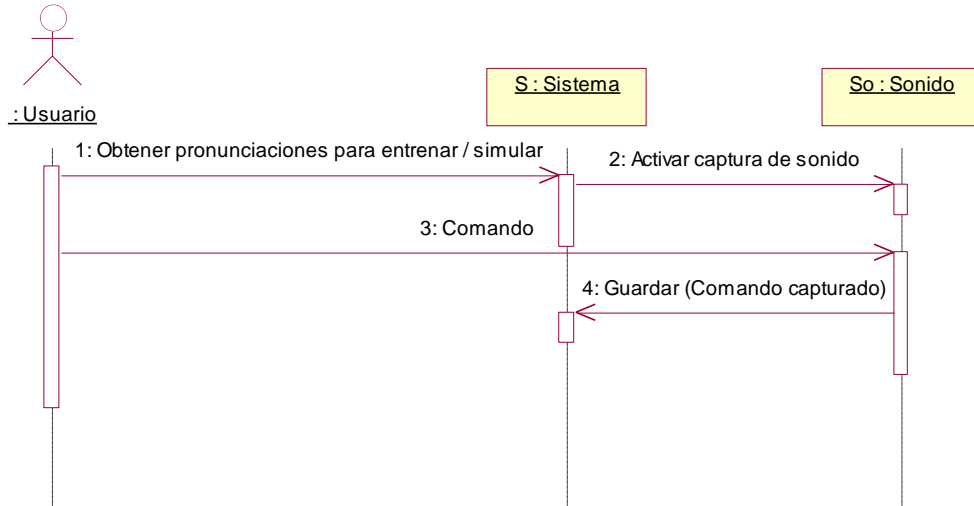 : Usuario
S : Sistema
So : Sonido
1: Obtener pronunciaciones para entrenar / simular
2: Activar captura de sonido
3: Comando
4: Guardar (Comando capturado)